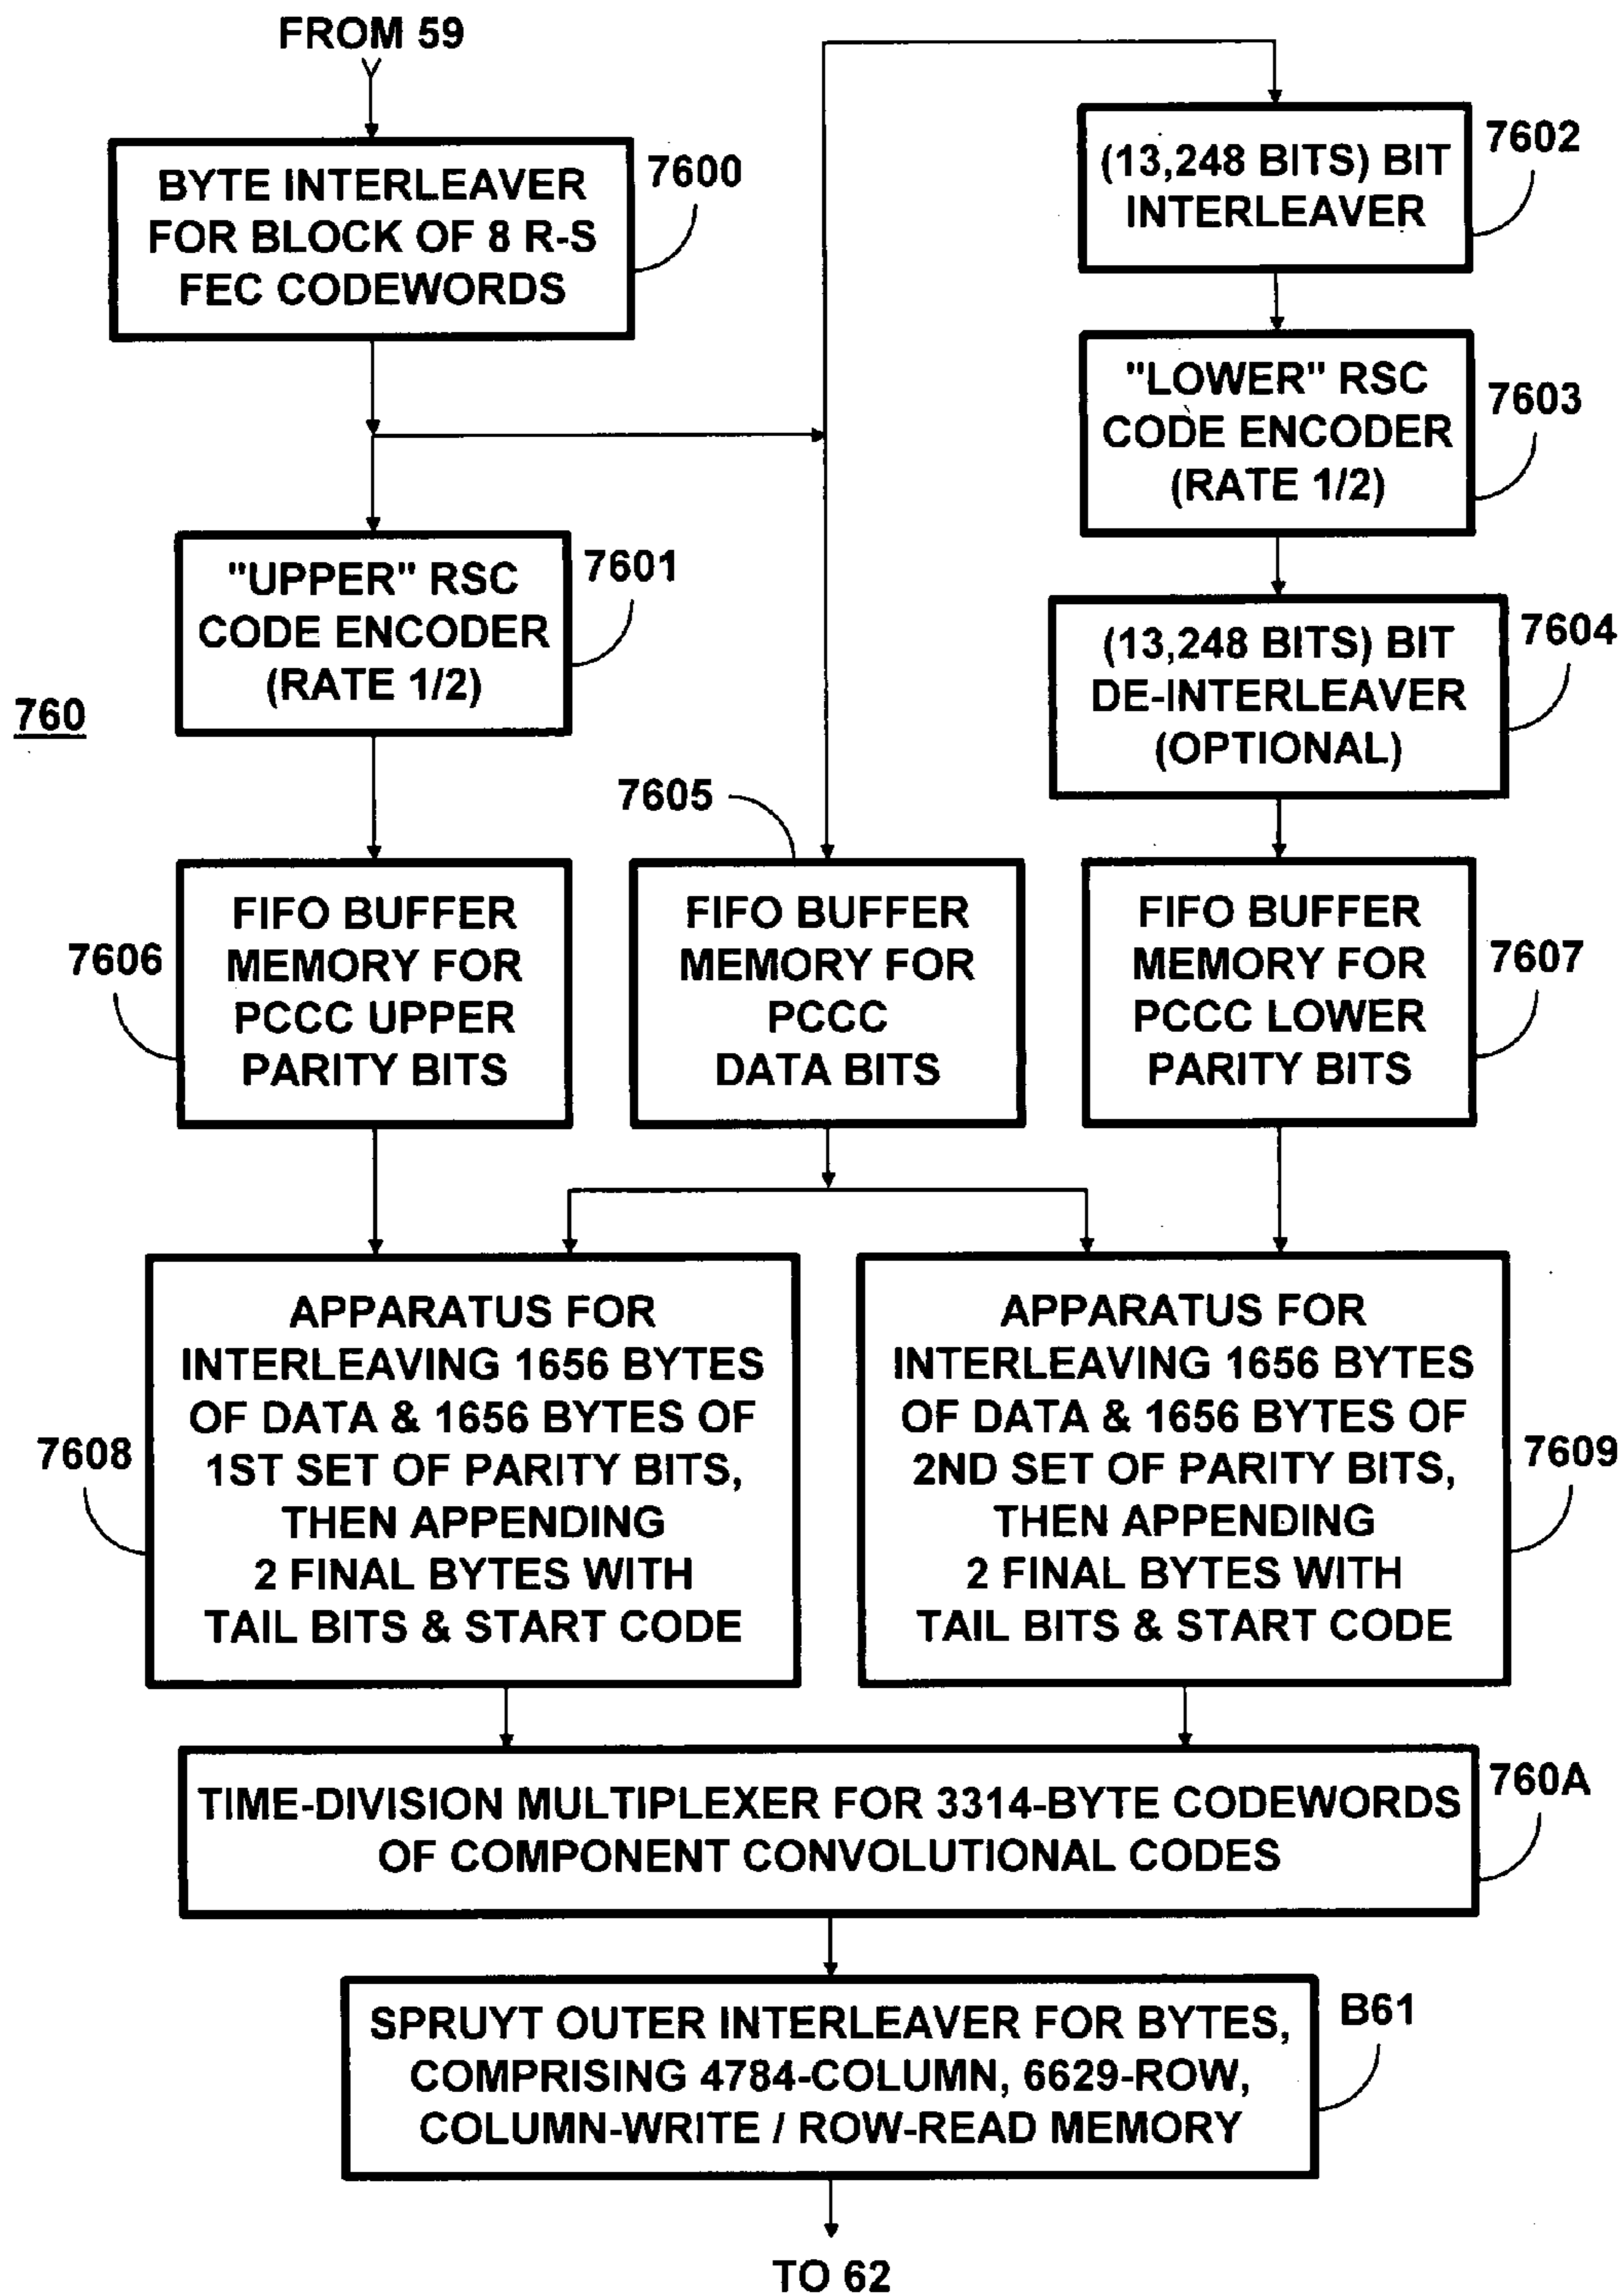 FROM 59
BYTE INTERLEAVER
FOR BLOCK OF 8 R-S
FEC CODEWORDS
7600
(13,248 BITS) BIT
INTERLEAVER
7602
"LOWER" RSC
CODE ENCODER
(RATE 1/2)
7603
"UPPER" RSC
CODE ENCODER
(RATE 1/2)
7601
(13,248 BITS) BIT
DE-INTERLEAVER
(OPTIONAL)
7604
760
7605
7606
FIFO BUFFER
MEMORY FOR
PCCC UPPER
PARITY BITS
FIFO BUFFER
MEMORY FOR
PCCC
DATA BITS
FIFO BUFFER
MEMORY FOR
PCCC LOWER
PARITY BITS
7607
7608
APPARATUS FOR
INTERLEAVING 1656 BYTES
OF DATA & 1656 BYTES OF
1ST SET OF PARITY BITS,
THEN APPENDING
2 FINAL BYTES WITH
TAIL BITS & START CODE
APPARATUS FOR
INTERLEAVING 1656 BYTES
OF DATA & 1656 BYTES OF
2ND SET OF PARITY BITS,
THEN APPENDING
2 FINAL BYTES WITH
TAIL BITS & START CODE
7609
TIME-DIVISION MULTIPLEXER FOR 3314-BYTE CODEWORDS
OF COMPONENT CONVOLUTIONAL CODES
760A
SPRUYT OUTER INTERLEAVER FOR BYTES,
COMPRISING 4784-COLUMN, 6629-ROW,
COLUMN-WRITE / ROW-READ MEMORY
B61
TO 62